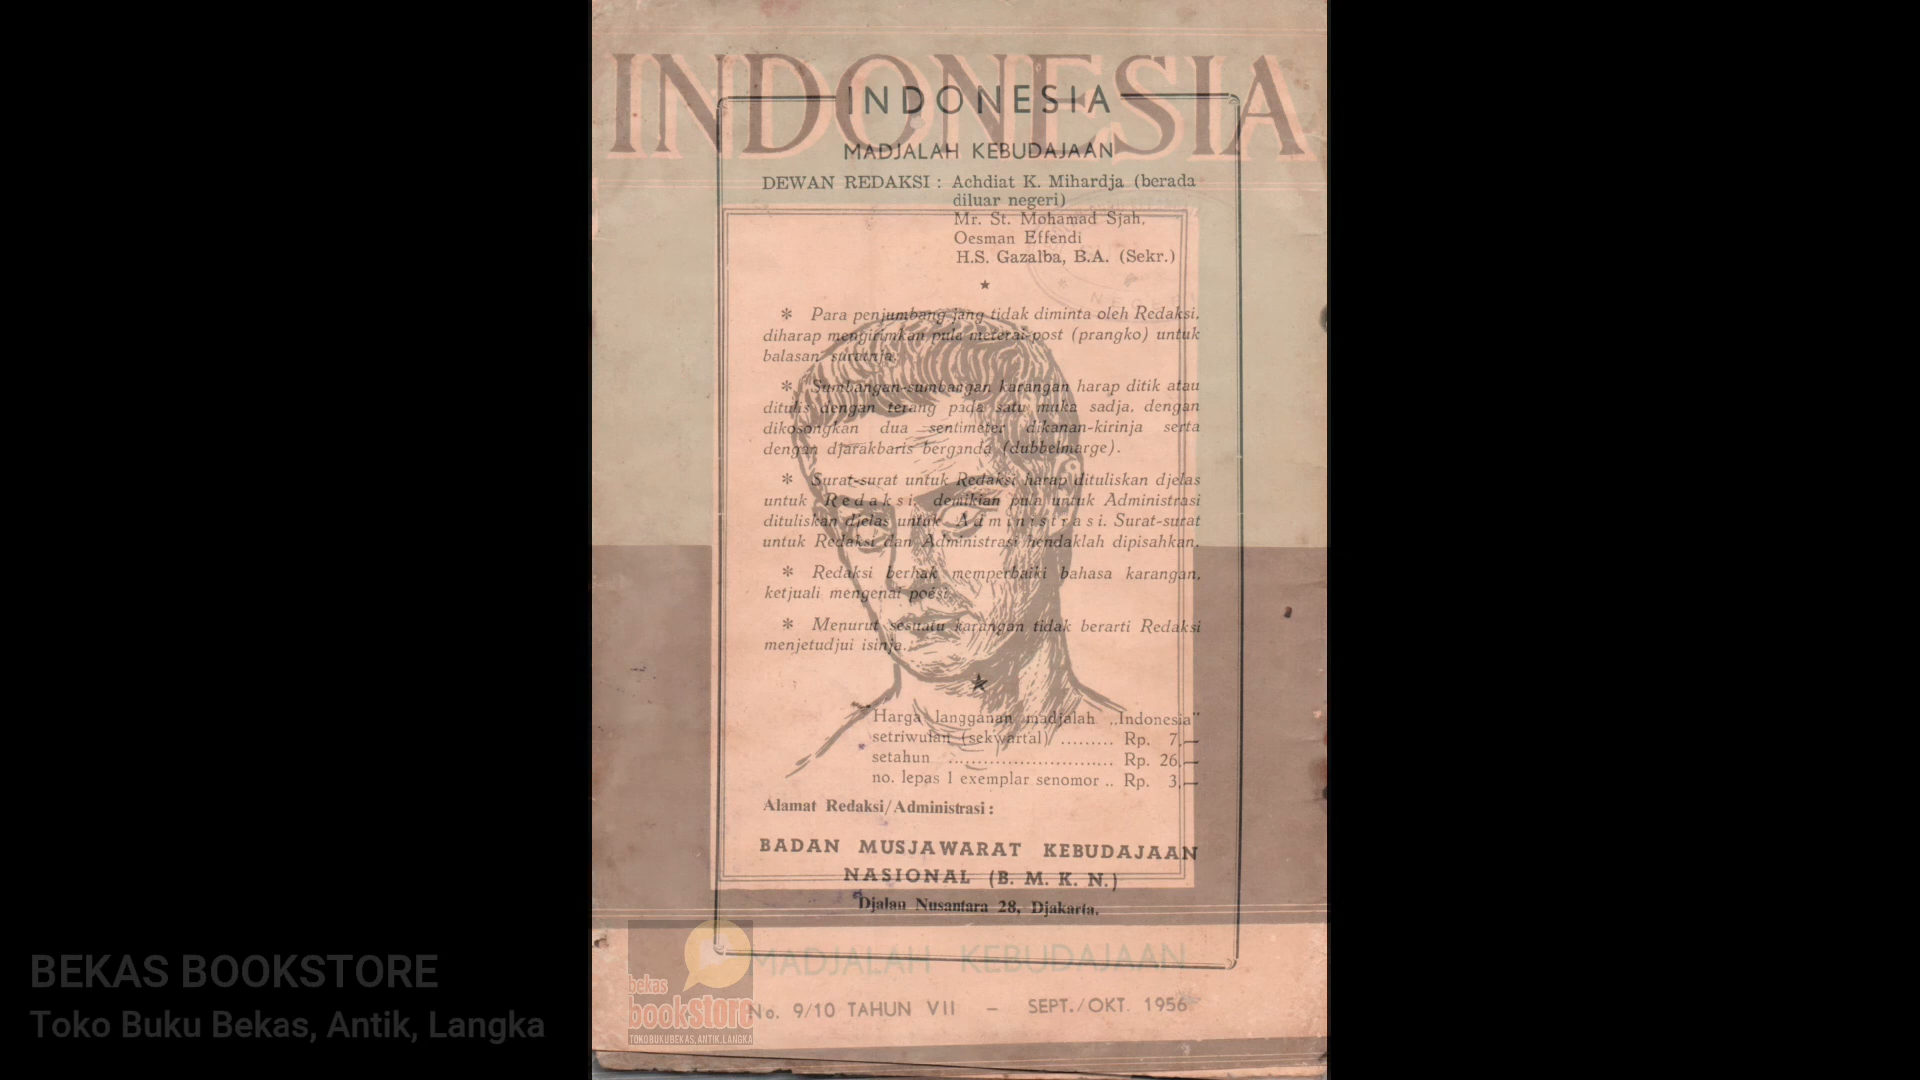 INDONESIA
INDONESIA
MADJALAH KEBUDAJAAN
DEWAN REDAKSI : Achdiat K. Mihardja (berada
diluar negeri)
Mr. St. Mohamad Sjah.
Oesman Effendi
H.S. Gazalba, B.A. (Sekr.)
NEGERI
* Para penjumbang jang tidak diminta oleh Redaksi,
diharap mengirimkan pula meterai-post (prangko) untuk
balasan suratnja.
* Sumbangan-sumbangan karangan harap ditik atau
ditulis dengan terang pada satu muka sadja, dengan
dikosongkan dua sentimeter dikanan-kirinja serta
dengan djarakbaris berganda (dubbelmarge).
* Surat-surat untuk Redaksi harap dituliskan djelas
untuk Redaksi, demikian pula untuk Administrasi
dituliskan djelas untuk Administrasi. Surat-surat
untuk Redaksi dan Administrasi hendaklah dipisahkan.
* Redaksi berhak memperbaiki bahasa karangan,
ketjuali mengenai poesi.
* Menurut sesuatu karangan tidak berarti Redaksi
menjetudjui isinja.
Harga langganan madjalah ,,Indonesia"
setriwulan (sekwartal) ......... Rp. 7,—
setahun ............................ Rp. 26,—
no. lepas 1 exemplar senomor .. Rp. 3,—
Alamat Redaksi/Administrasi :
BADAN MUSJAWARAT KEBUDAJAAN
NASIONAL (B. M. K. N.)
Djalan Nusantara 28, Djakarta.
MADJALAH KEBUDAJAAN
No. 9/10 TAHUN VII — SEPT./OKT. 1956
bekas
bookstore
TOKOBUKUBEKAS,ANTIK,LANGKA
BEKAS BOOKSTORE
Toko Buku Bekas, Antik, Langka